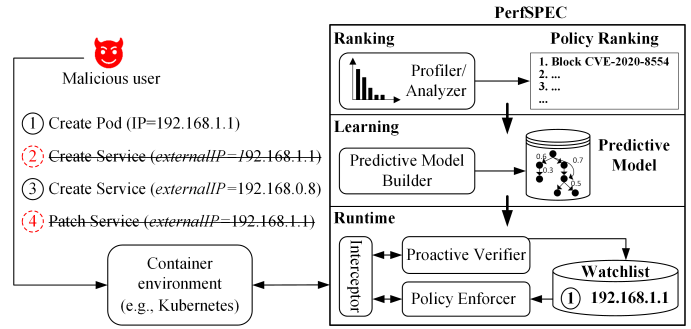 PerfSPEC
Malicious user
1 Create Pod (IP=192.168.1.1)
2 Create Service (externalIP=192.168.1.1)
3 Create Service (externalIP=192.168.0.8)
4 Patch Service (externalIP=192.168.1.1)
Container
environment
(e.g., Kubernetes)
Ranking
Profiler/
Analyzer
Policy Ranking
1. Block CVE-2020-8554
2. ...
3. ...
...
Learning
Predictive Model
Builder
0.6
0.7
0.3
0.5
Predictive
Model
Runtime
Interceptor
Proactive Verifier
Policy Enforcer
Watchlist
1 192.168.1.1